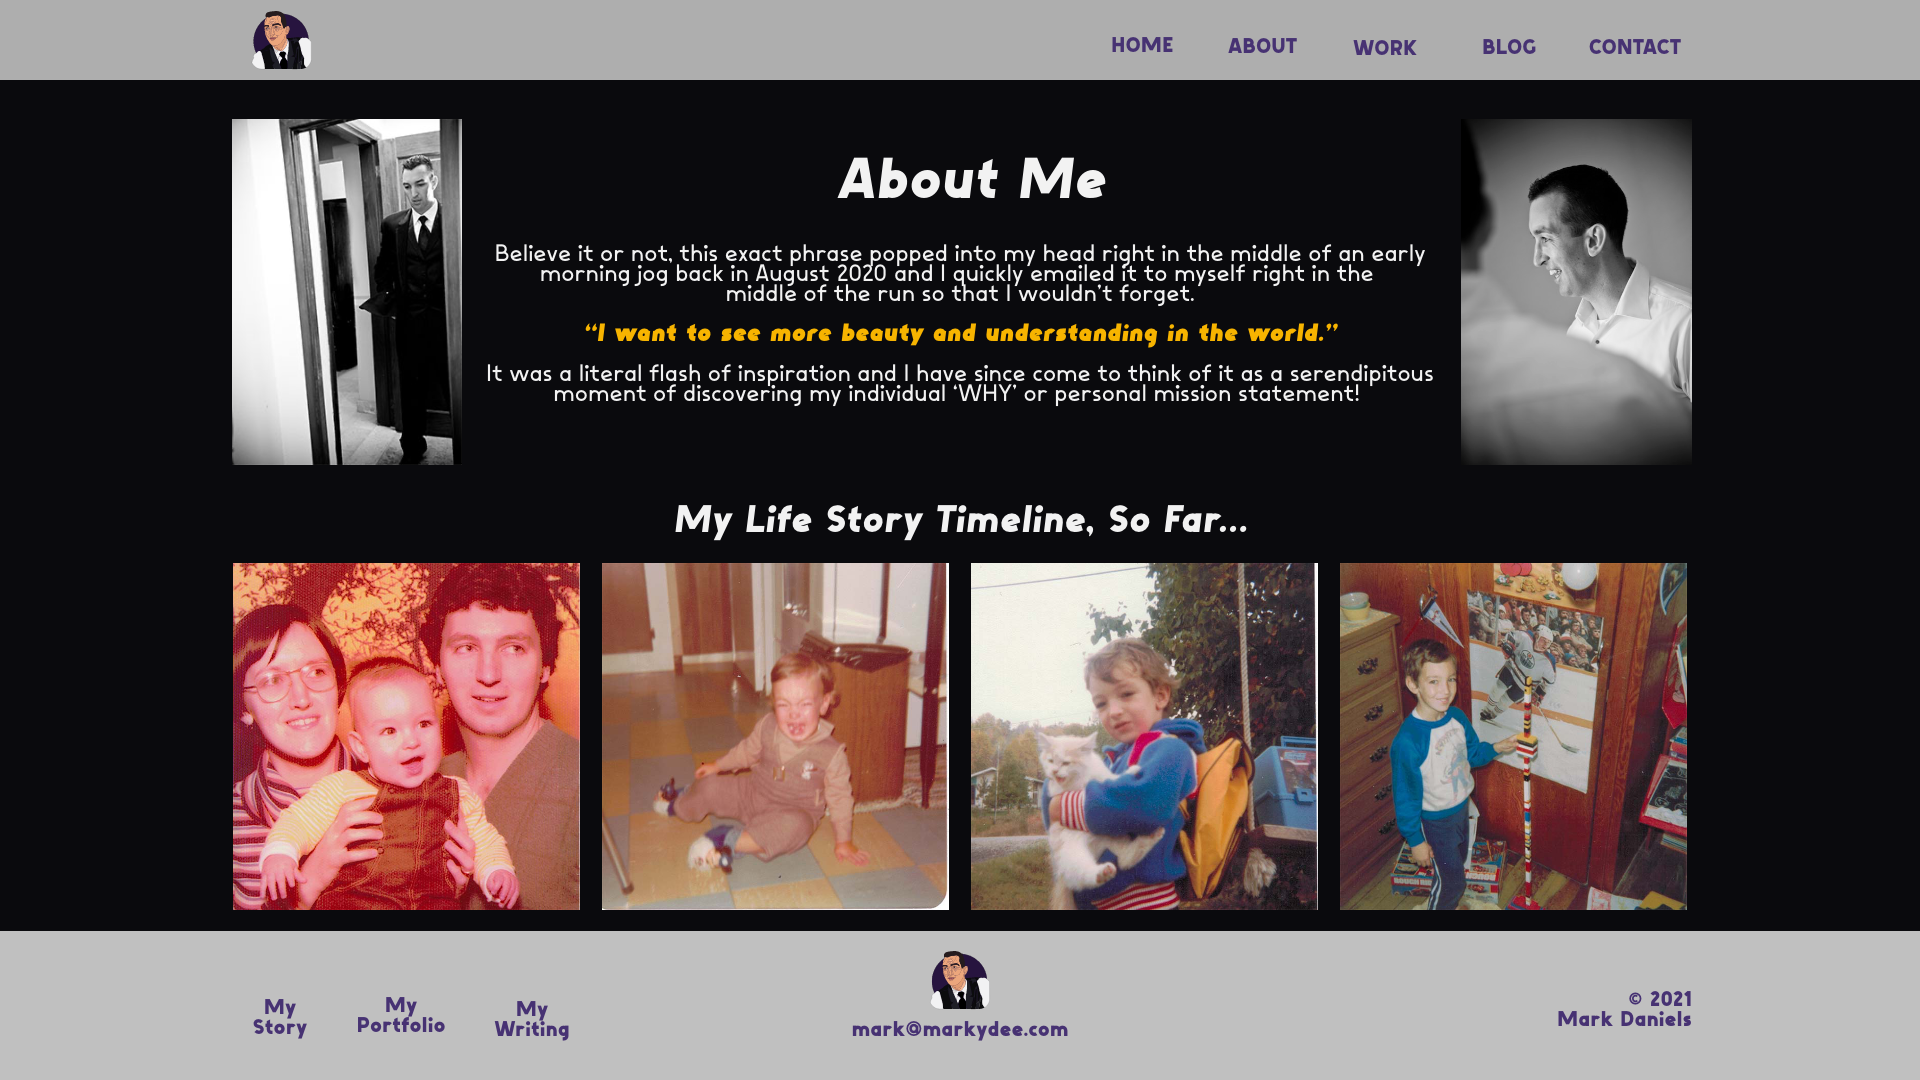 HOME ABOUT WORK BLOG CONTACT
About Me
Believe it or not, this exact phrase popped into my head right in the middle of an early
morning jog back in August 2020 and I quickly emailed it to myself right in the
middle of the run so that I wouldn’t forget.
“I want to see more beauty and understanding in the world.”
It was a literal flash of inspiration and I have since come to think of it as a serendipitous
moment of discovering my individual ‘WHY’ or personal mission statement!
My Life Story Timeline, So Far...
My
Story
My
Portfolio
My
Writing
mark@markydee.com
© 2021
Mark Daniels